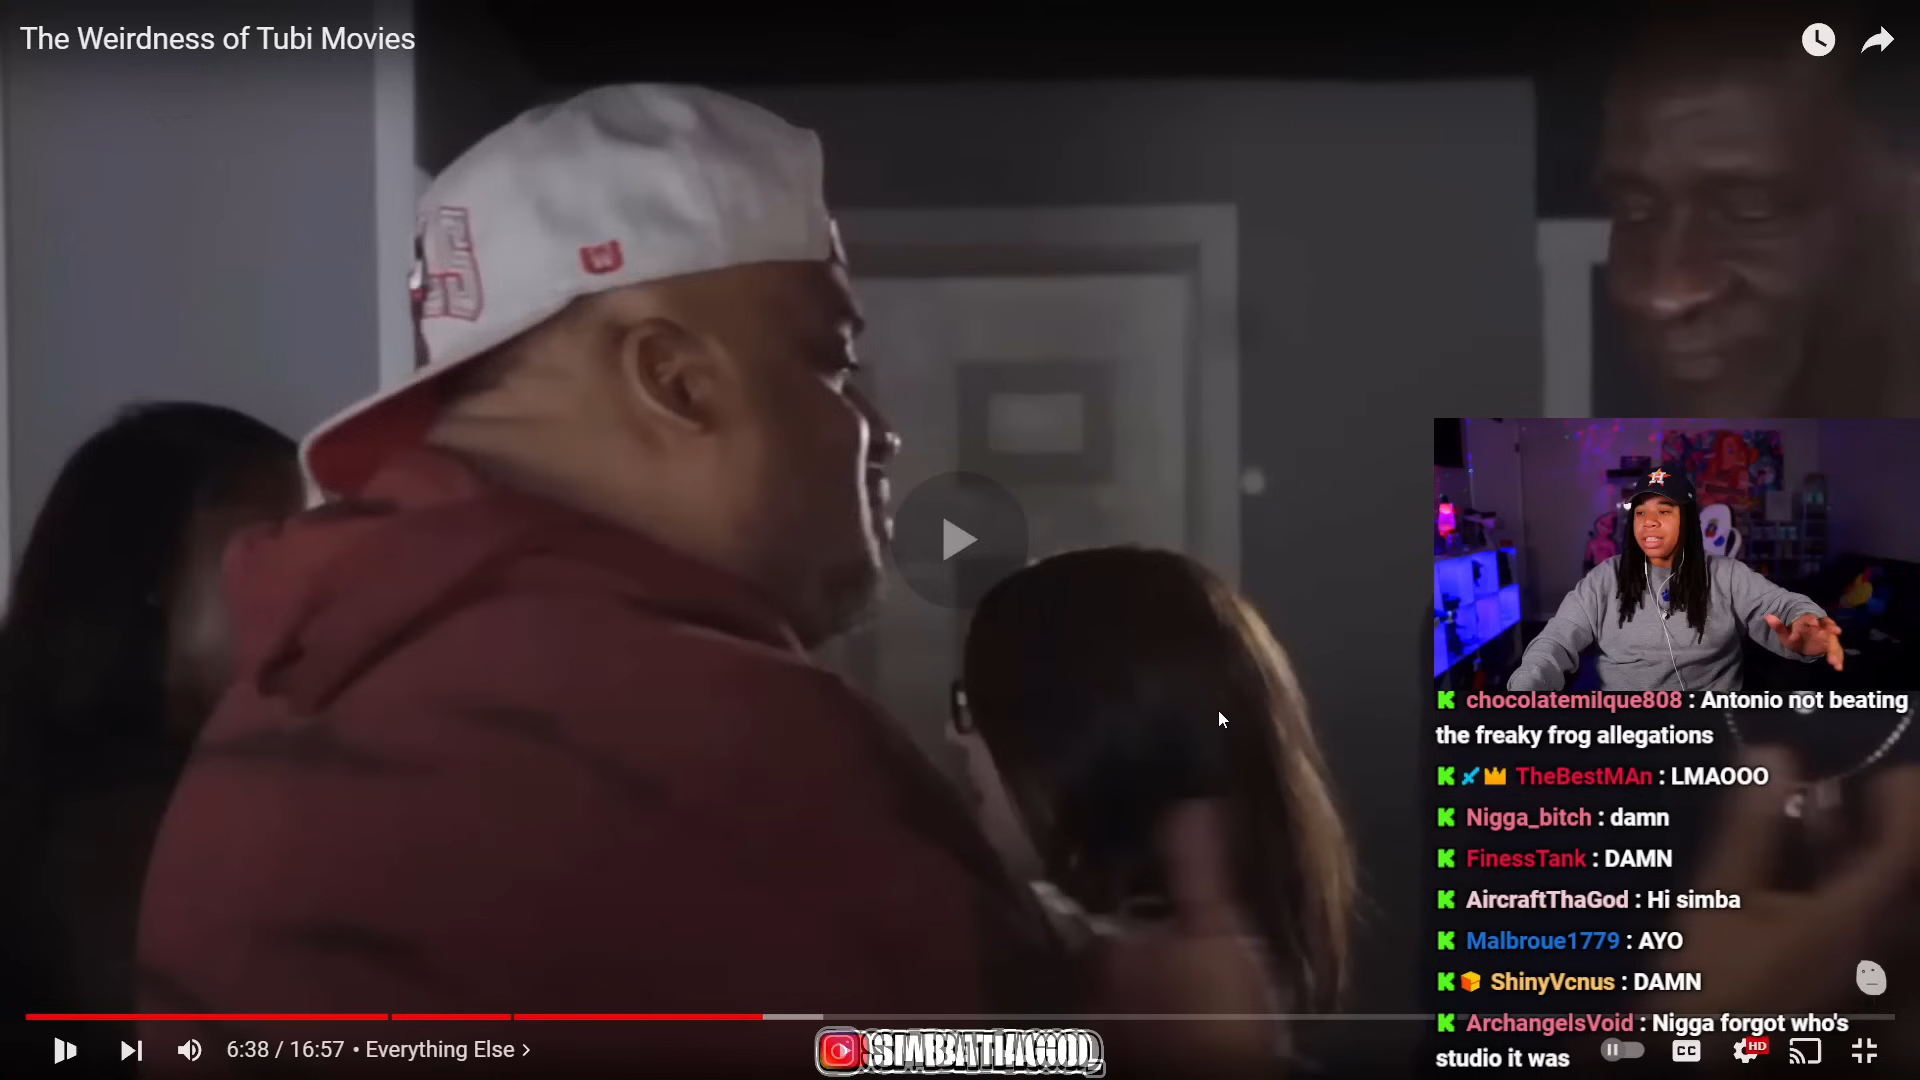 The Weirdness of Tubi Movies
W
H
chocolatemilque808 : Antonio not beating
the freaky frog allegations
TheBestMAn : LMAOOO
Nigga_bitch : damn
FinessTank : DAMN
AircraftThaGod : Hi simba
Malbroue1779 : AYO
ShinyVcnus : DAMN
ArchangelsVoid : Nigga forgot who's
studio it was
6:38 / 16:57 • Everything Else >
CC
HD